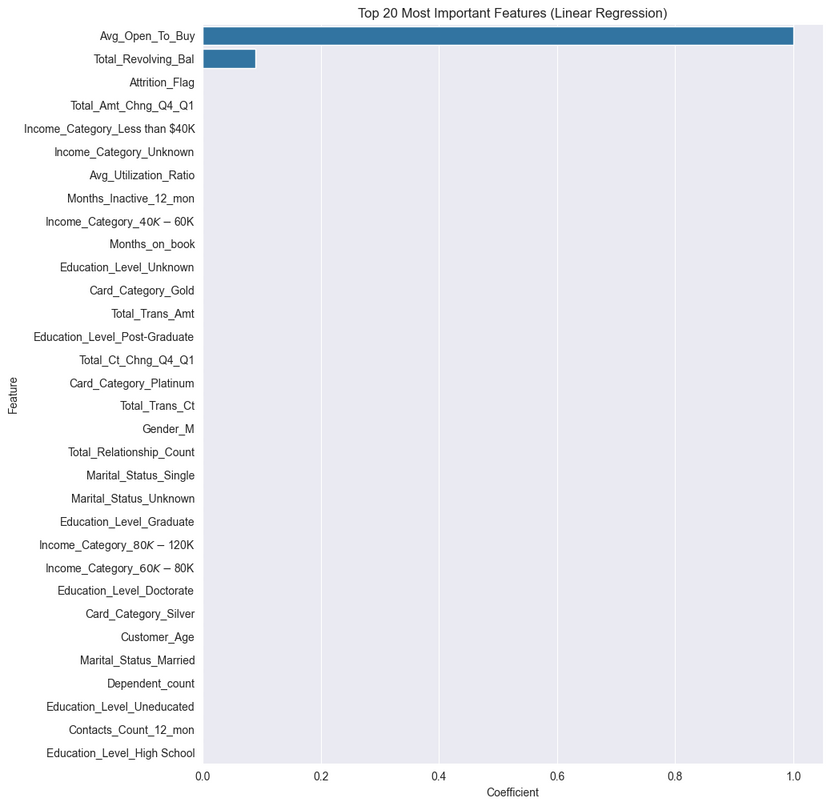 Top 20 Most Important Features (Linear Regression)
Avg_Open_To_Buy
Total_Revolving_Bal
Attrition_Flag
Total_Amt_Chng_Q4_Q1
Income_Category_Less than $40K
Income_Category_Unknown
Avg_Utilization_Ratio
Months_Inactive_12_mon
Income_Category_40K − 60K
Months_on_book
Education_Level_Unknown
Card_Category_Gold
Total_Trans_Amt
Education_Level_Post-Graduate
Total_Ct_Chng_Q4_Q1
Card_Category_Platinum
Total_Trans_Ct
Gender_M
Total_Relationship_Count
Marital_Status_Single
Marital_Status_Unknown
Education_Level_Graduate
Income_Category_80K − 120K
Income_Category_60K − 80K
Education_Level_Doctorate
Card_Category_Silver
Customer_Age
Marital_Status_Married
Dependent_count
Education_Level_Uneducated
Contacts_Count_12_mon
Education_Level_High School
Feature
0.0 0.2 0.4 0.6 0.8 1.0
Coefficient